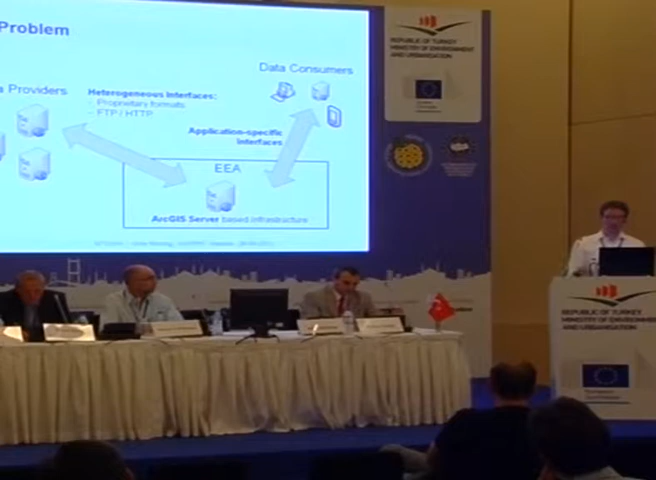 Problem
Data Consumers
Providers
Heterogeneous Interfaces:
- Proprietary formats
- FTP / HTTP
Application-specific
Interfaces
EEA
ArcGIS Server based infrastructure
REPUBLIC OF TURKEY
MINISTRY OF ENVIRONMENT
AND URBANISATION
REPUBLIC OF TURKEY
MINISTRY OF ENVIRONMENT
AND URBANISATION